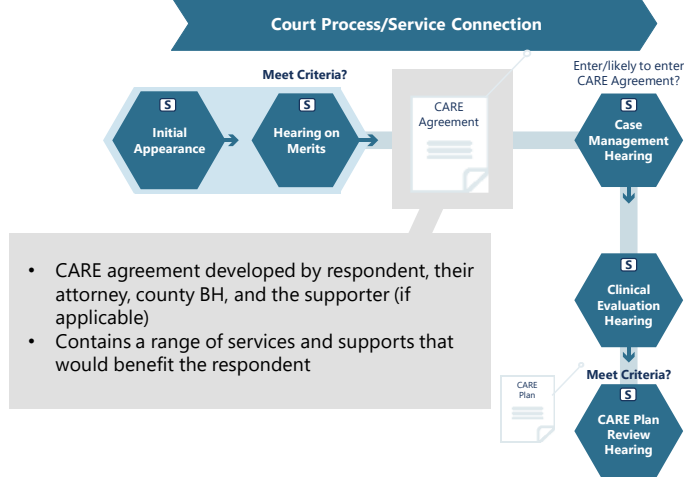 Court Process/Service Connection
Meet Criteria?
S
Initial
Appearance
S
Hearing on
Merits
CARE
Agreement
Enter/likely to enter
CARE Agreement?
S
Case
Management
Hearing
• CARE agreement developed by respondent, their
attorney, county BH, and the supporter (if
applicable)
• Contains a range of services and supports that
would benefit the respondent
S
Clinical
Evaluation
Hearing
Meet Criteria?
CARE
Plan
S
CARE Plan
Review
Hearing